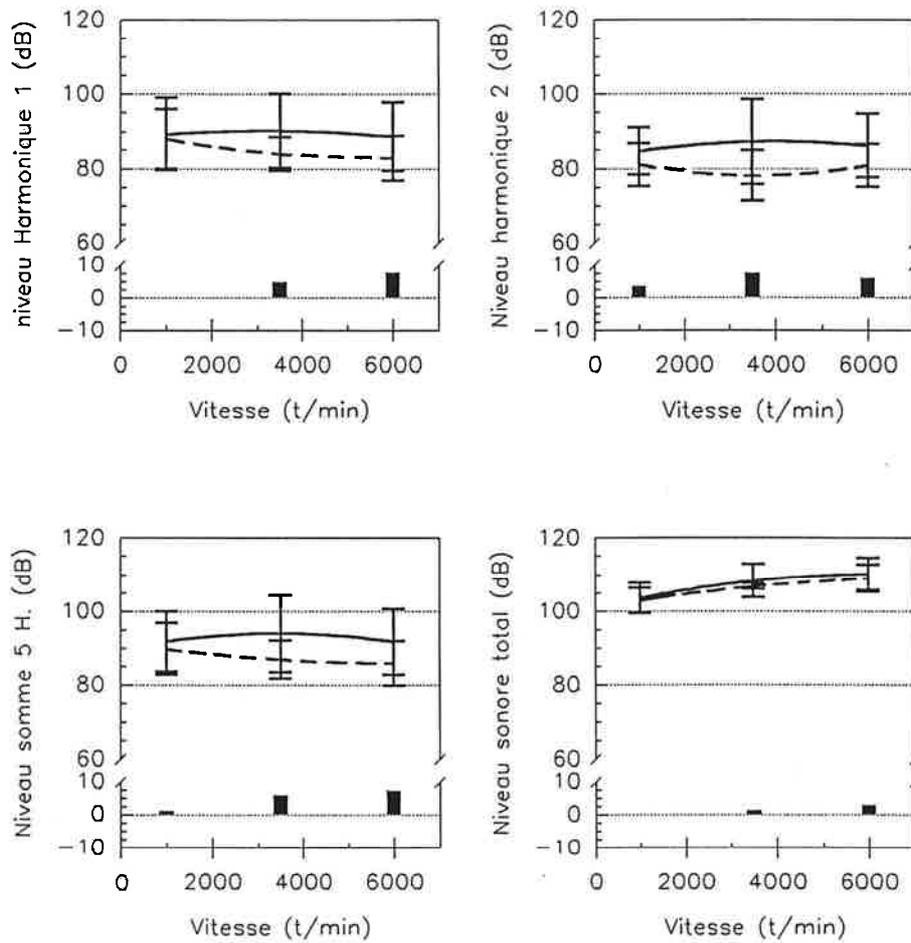 niveau Harmonique 1 (dB)
120
100
80
60
10
0
−10
0 2000 4000 6000
Vitesse (t/min)
Niveau harmonique 2 (dB)
120
100
80
60
10
0
−10
0 2000 4000 6000
Vitesse (t/min)
Niveau somme 5 H. (dB)
120
100
80
60
10
0
−10
0 2000 4000 6000
Vitesse (t/min)
Niveau sonore total (dB)
120
100
80
60
10
0
−10
0 2000 4000 6000
Vitesse (t/min)